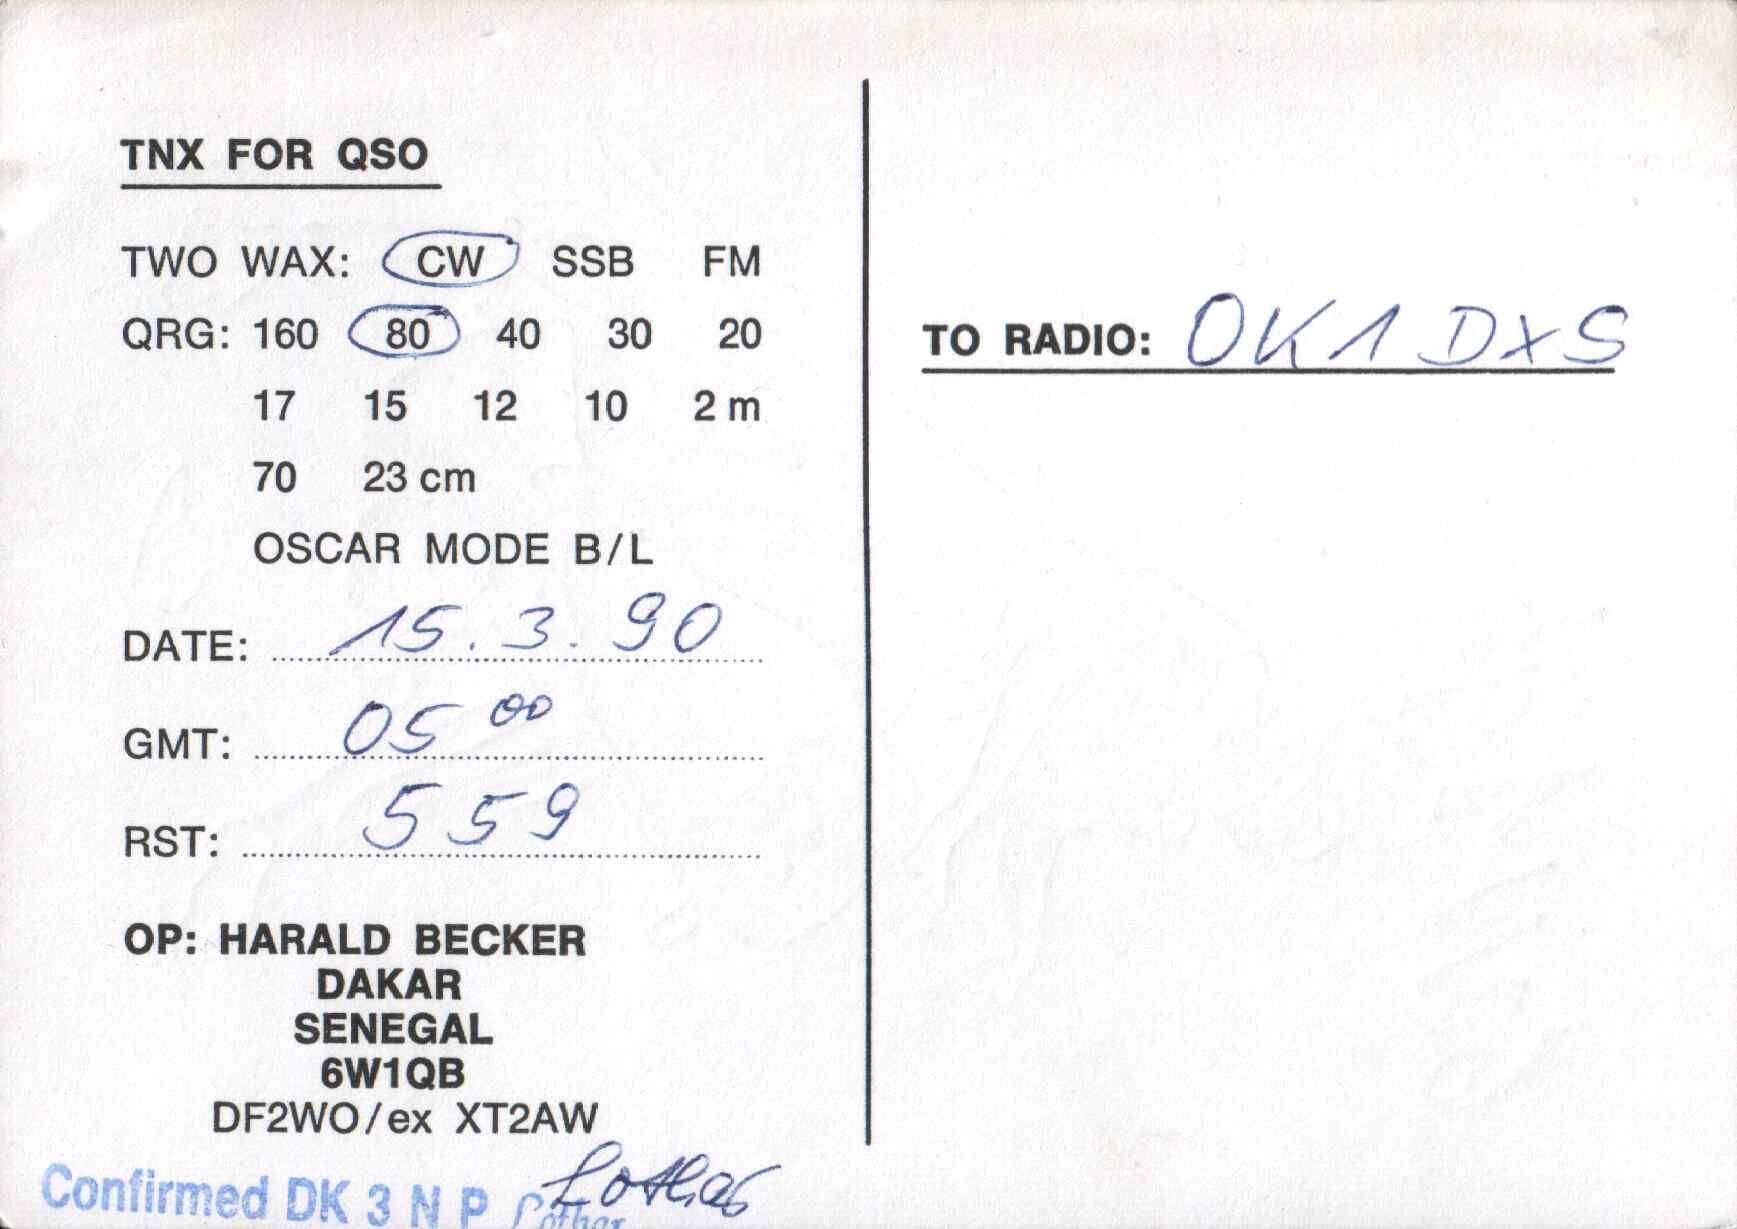 TNX FOR QSO
TWO WAX: CW SSB FM
QRG: 160 80 40 30 20
17 15 12 10 2 m
70 23 cm
OSCAR MODE B/L
DATE: 15.3.90
GMT: 05 00
RST: 559
OP: HARALD BECKER
DAKAR
SENEGAL
6W1QB
DF2WO/ex XT2AW
Confirmed DK 3 N P Lothar
Lothar
TO RADIO: OK1DXS